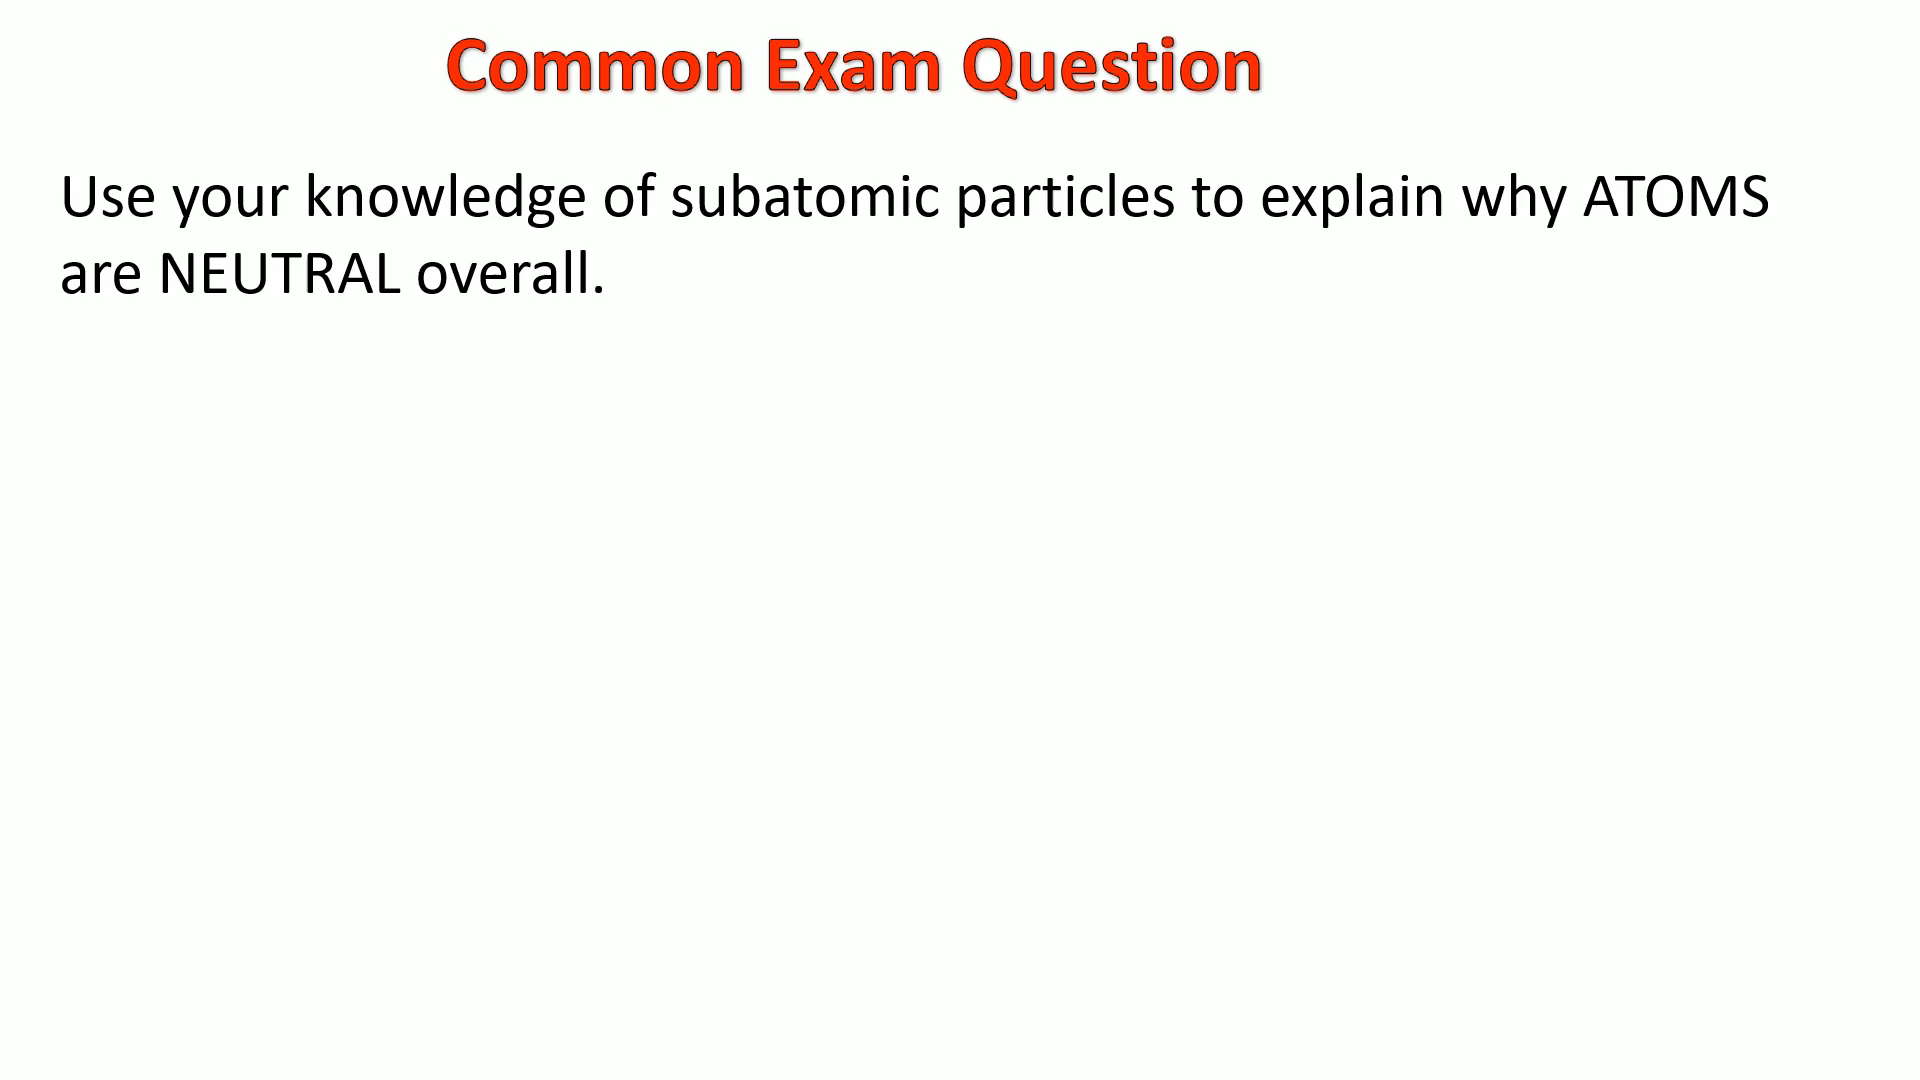 Common Exam Question
Use your knowledge of subatomic particles to explain why ATOMS
are NEUTRAL overall.